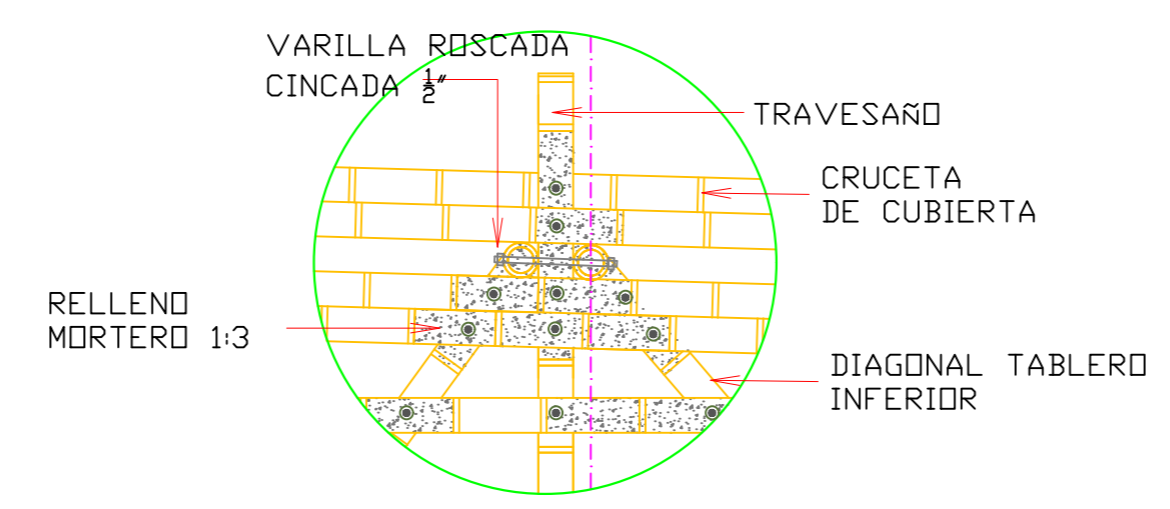 VARILLA ROSCADA
CINCADA 1/2"
TRAVESAÑO
CRUCETA
DE CUBIERTA
RELLENO
MORTERO 1:3
DIAGONAL TABLERO
INFERIOR